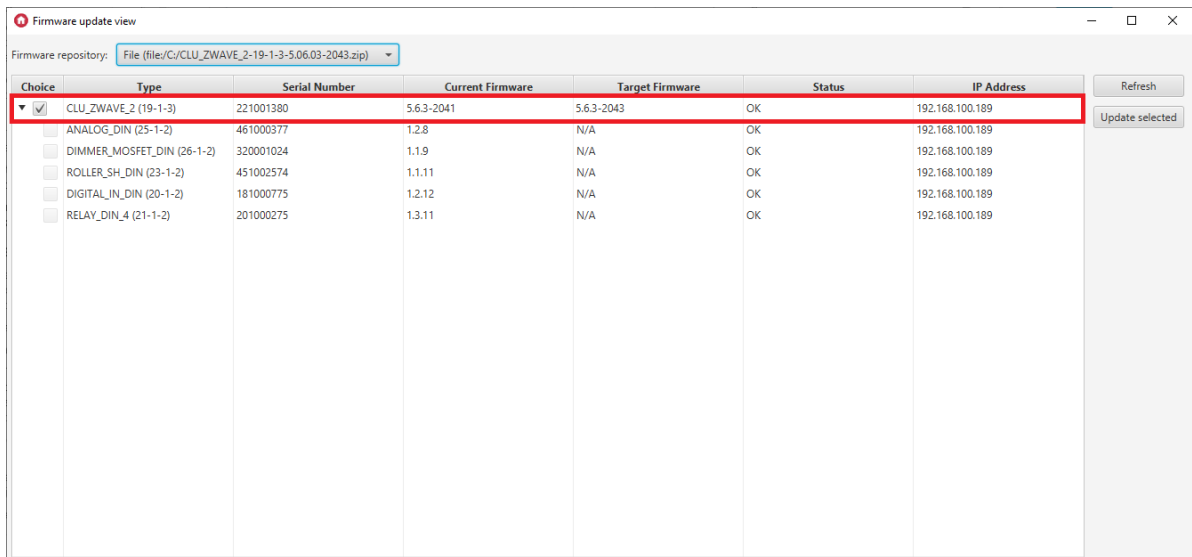 Firmware update view
Firmware repository: File (file:/C:/CLU_ZWAVE_2-19-1-3-5.06.03-2043.zip)
Choice Type Serial Number Current Firmware Target Firmware Status IP Address Refresh
CLU_ZWAVE_2 (19-1-3) 221001380 5.6.3-2041 5.6.3-2043 OK 192.168.100.189 Update selected
ANALOG_DIN (25-1-2) 461000377 1.2.8 N/A OK 192.168.100.189
DIMMER_MOSFET_DIN (26-1-2) 320001024 1.1.9 N/A OK 192.168.100.189
ROLLER_SH_DIN (23-1-2) 451002574 1.1.11 N/A OK 192.168.100.189
DIGITAL_IN_DIN (20-1-2) 181000775 1.2.12 N/A OK 192.168.100.189
RELAY_DIN_4 (21-1-2) 201000275 1.3.11 N/A OK 192.168.100.189